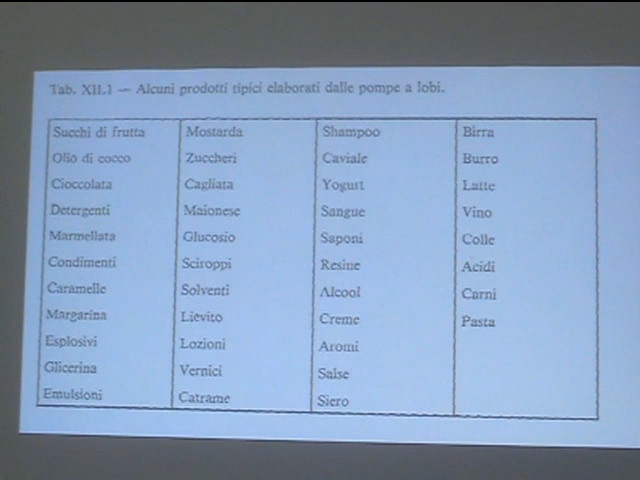 Tab. XII.1 — Alcuni prodotti tipici elaborati dalle pompe a lobi.
Succhi di frutta Mostarda Shampoo Birra
Olio di cocco Zuccheri Caviale Burro
Cioccolata Cagliata Yogurt Latte
Detergenti Maionese Sangue Vino
Marmellata Glucosio Saponi Colle
Condimenti Sciroppi Resine Acidi
Caramelle Solventi Alcool Carni
Margarina Lievito Creme Pasta
Esplosivi Lozioni Aromi
Glicerina Vernici Salse
Emulsioni Catrame Siero